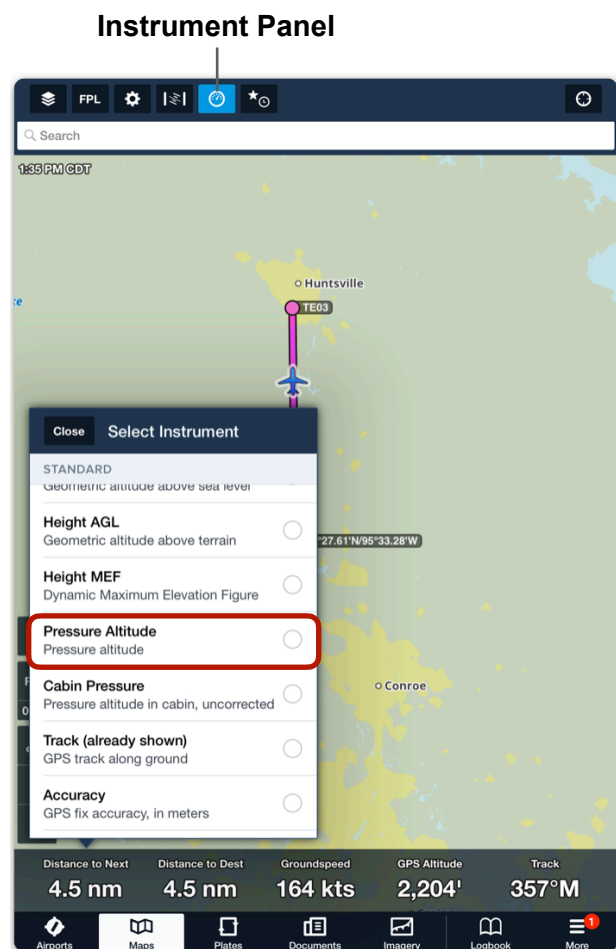 Instrument Panel
FPL
Search
1:35 PM CDT
Huntsville
TE03
Close Select Instrument
STANDARD
Geometric altitude above sea level
Height AGL
Geometric altitude above terrain
°27.61'N/95°33.28'W
Height MEF
Dynamic Maximum Elevation Figure
Pressure Altitude
Pressure altitude
Cabin Pressure
Pressure altitude in cabin, uncorrected
Conroe
Track (already shown)
GPS track along ground
Accuracy
GPS fix accuracy, in meters
Distance to Next Distance to Dest Groundspeed GPS Altitude Track
4.5 nm 4.5 nm 164 kts 2,204' 357°M
1
Airports Maps Plates Documents Imagery Logbook More